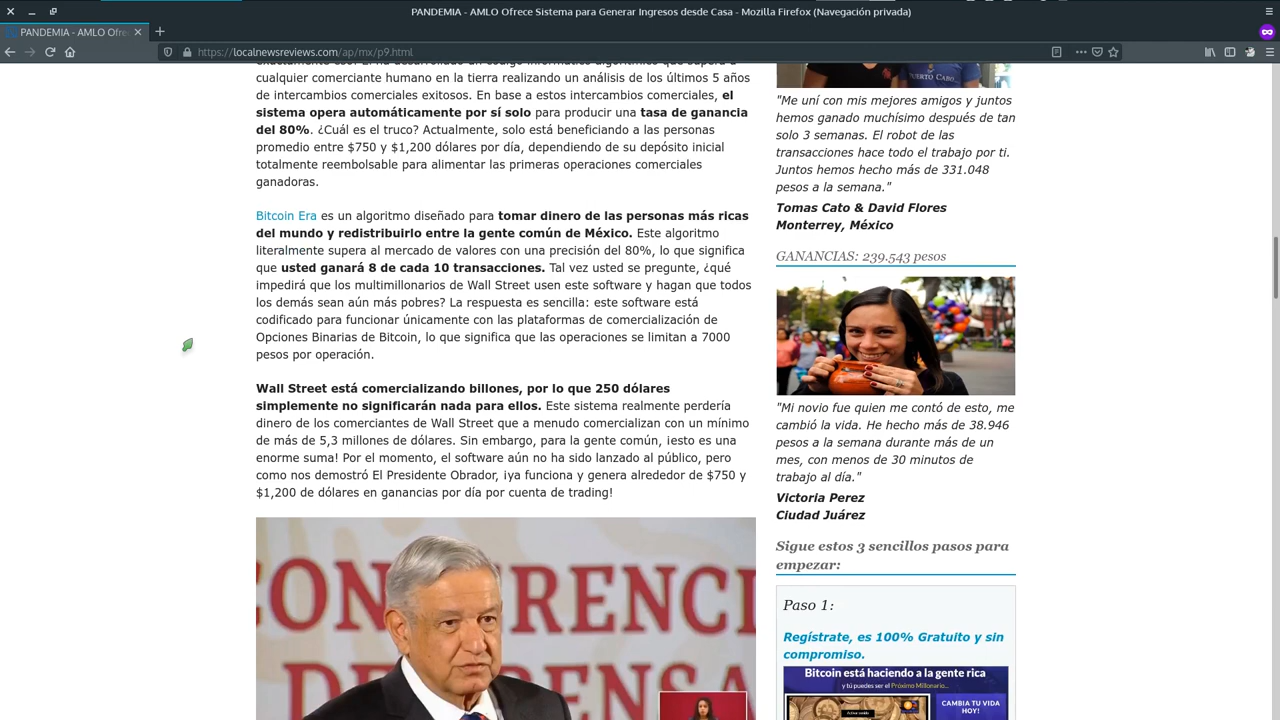 PANDEMIA - AMLO Ofrece Sistema para Generar Ingresos desde Casa - Mozilla Firefox (Navegación privada)
PANDEMIA - AMLO Ofre
https://localnewsreviews.com/ap/mx/p9.html
cualquier comerciante humano en la tierra realizando un análisis de los últimos 5 años
de intercambios comerciales exitosos. En base a estos intercambios comerciales, el
sistema opera automáticamente por sí solo para producir una tasa de ganancia
del 80%. ¿Cuál es el truco? Actualmente, solo está beneficiando a las personas
promedio entre $750 y $1,200 dólares por día, dependiendo de su depósito inicial
totalmente reembolsable para alimentar las primeras operaciones comerciales
ganadoras.
Bitcoin Era es un algoritmo diseñado para tomar dinero de las personas más ricas
del mundo y redistribuirlo entre la gente común de México. Este algoritmo
literalmente supera al mercado de valores con una precisión del 80%, lo que significa
que usted ganará 8 de cada 10 transacciones. Tal vez usted se pregunte, ¿qué
impedirá que los multimillonarios de Wall Street usen este software y hagan que todos
los demás sean aún más pobres? La respuesta es sencilla: este software está
codificado para funcionar únicamente con las plataformas de comercialización de
Opciones Binarias de Bitcoin, lo que significa que las operaciones se limitan a 7000
pesos por operación.
Wall Street está comercializando billones, por lo que 250 dólares
simplemente no significarán nada para ellos. Este sistema realmente perdería
dinero de los comerciantes de Wall Street que a menudo comercializan con un mínimo
de más de 5,3 millones de dólares. Sin embargo, para la gente común, ¡esto es una
enorme suma! Por el momento, el software aún no ha sido lanzado al público, pero
como nos demostró El Presidente Obrador, ¡ya funciona y genera alrededor de $750 y
$1,200 de dólares en ganancias por día por cuenta de trading!
CONFERENCI
PUERTO CABO
"Me uní con mis mejores amigos y juntos
hemos ganado muchísimo después de tan
solo 3 semanas. El robot de las
transacciones hace todo el trabajo por ti.
Juntos hemos hecho más de 331.048
pesos a la semana."
Tomas Cato & David Flores
Monterrey, México
GANANCIAS: 239.543 pesos
"Mi novio fue quien me contó de esto, me
cambió la vida. He hecho más de 38.946
pesos a la semana durante más de un
mes, con menos de 30 minutos de
trabajo al día."
Victoria Perez
Ciudad Juárez
Sigue estos 3 sencillos pasos para
empezar:
Paso 1:
Regístrate, es 100% Gratuito y sin
compromiso.
Bitcoin está haciendo a la gente rica
y tú puedes ser el Próximo Millonario...
CAMBIA TU VIDA
HOY!